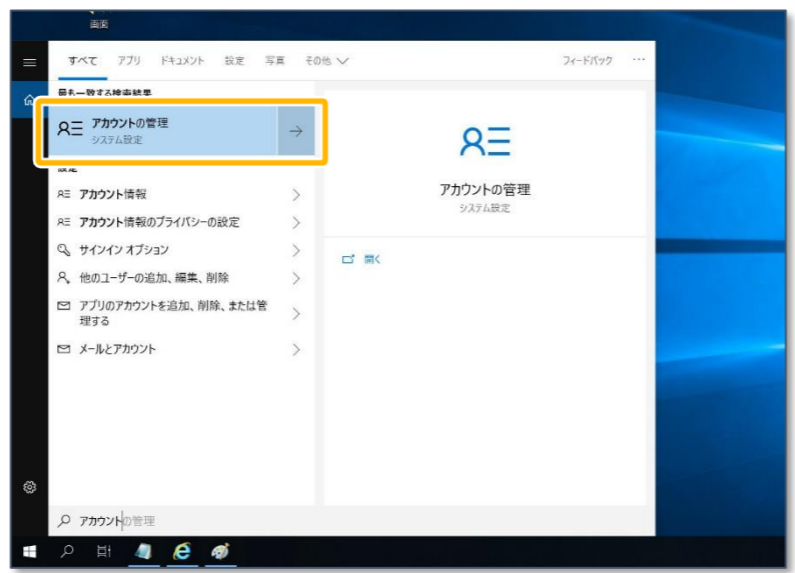 画面
すべて アプリ ドキュメント 設定 写真 その他 フィードバック ...
最も一致する検索結果
アカウントの管理
システム設定
設定
アカウント情報
アカウント情報のプライバシーの設定
サインイン オプション
他のユーザーの追加、編集、削除
アプリのアカウントを追加、削除、または管
理する
メールとアカウント
アカウントの管理
システム設定
開く
アカウントの管理